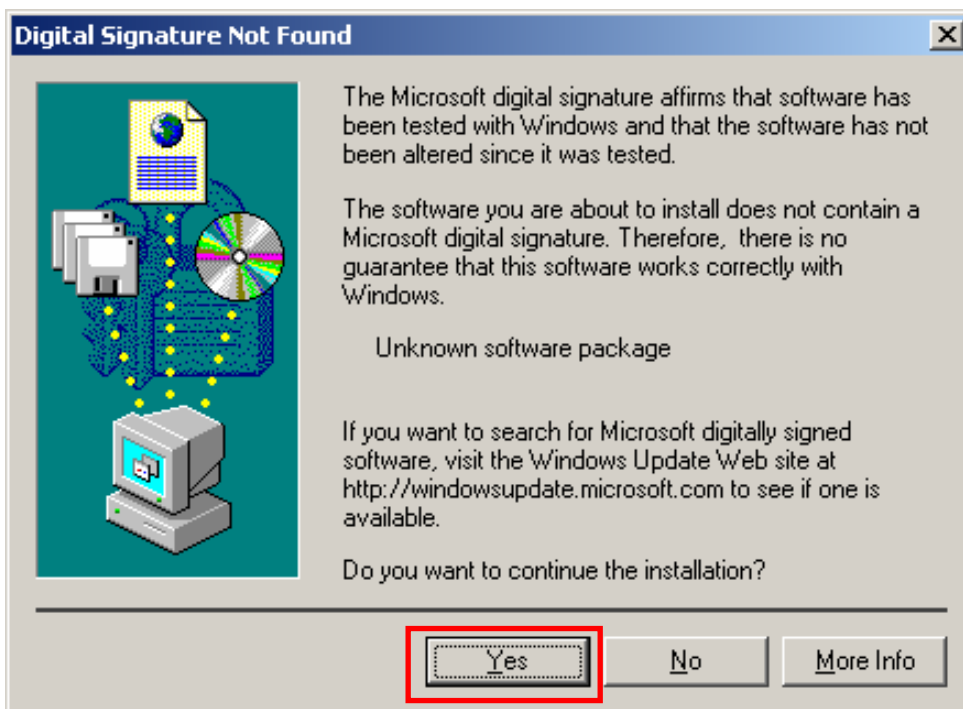 Digital Signature Not Found
The Microsoft digital signature affirms that software has
been tested with Windows and that the software has not
been altered since it was tested.
The software you are about to install does not contain a
Microsoft digital signature. Therefore,  there is no
guarantee that this software works correctly with
Windows.
Unknown software package
If you want to search for Microsoft digitally signed
software, visit the Windows Update Web site at
http://windowsupdate.microsoft.com to see if one is
available.
Do you want to continue the installation?
Yes No More Info